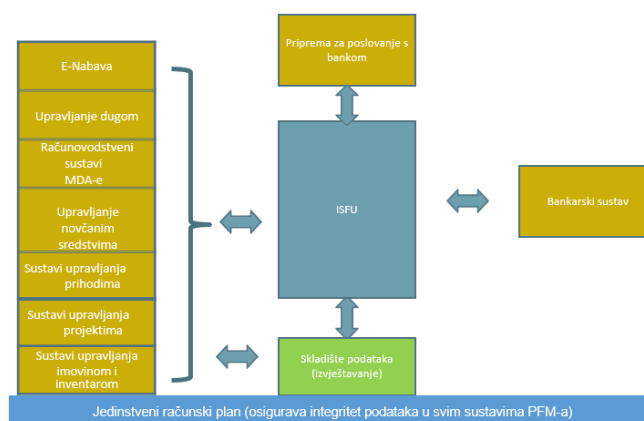 E-Nabava
Upravljanje dugom
Računovodstveni
sustavi
MDA-e
Upravljanje
novčanim
sredstvima
Sustavi upravljanja
prihodima
Sustavi upravljanja
projektima
Sustavi upravljanja
imovinom i
inventarom
Priprema za poslovanje s
bankom
ISFU
Skladište podataka
(izvještavanje)
Bankarski sustav
Jedinstveni računski plan (osigurava integritet podataka u svim sustavima PFM-a)